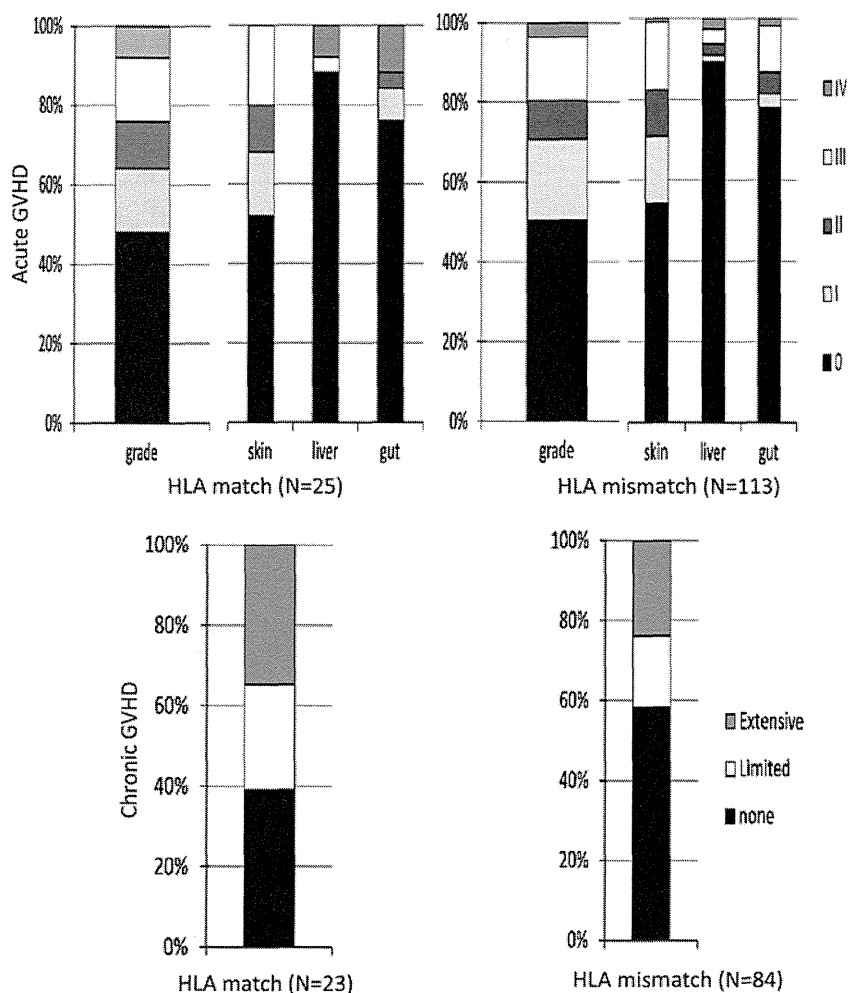 Acute GVHD
100%
80%
60%
40%
20%
0%
grade
skin
liver
gut
HLA match (N=25)
100%
80%
60%
40%
20%
0%
grade
skin
liver
gut
HLA mismatch (N=113)
IV
III
II
I
0
Chronic GVHD
100%
80%
60%
40%
20%
0%
HLA match (N=23)
100%
80%
60%
40%
20%
0%
HLA mismatch (N=84)
Extensive
Limited
none